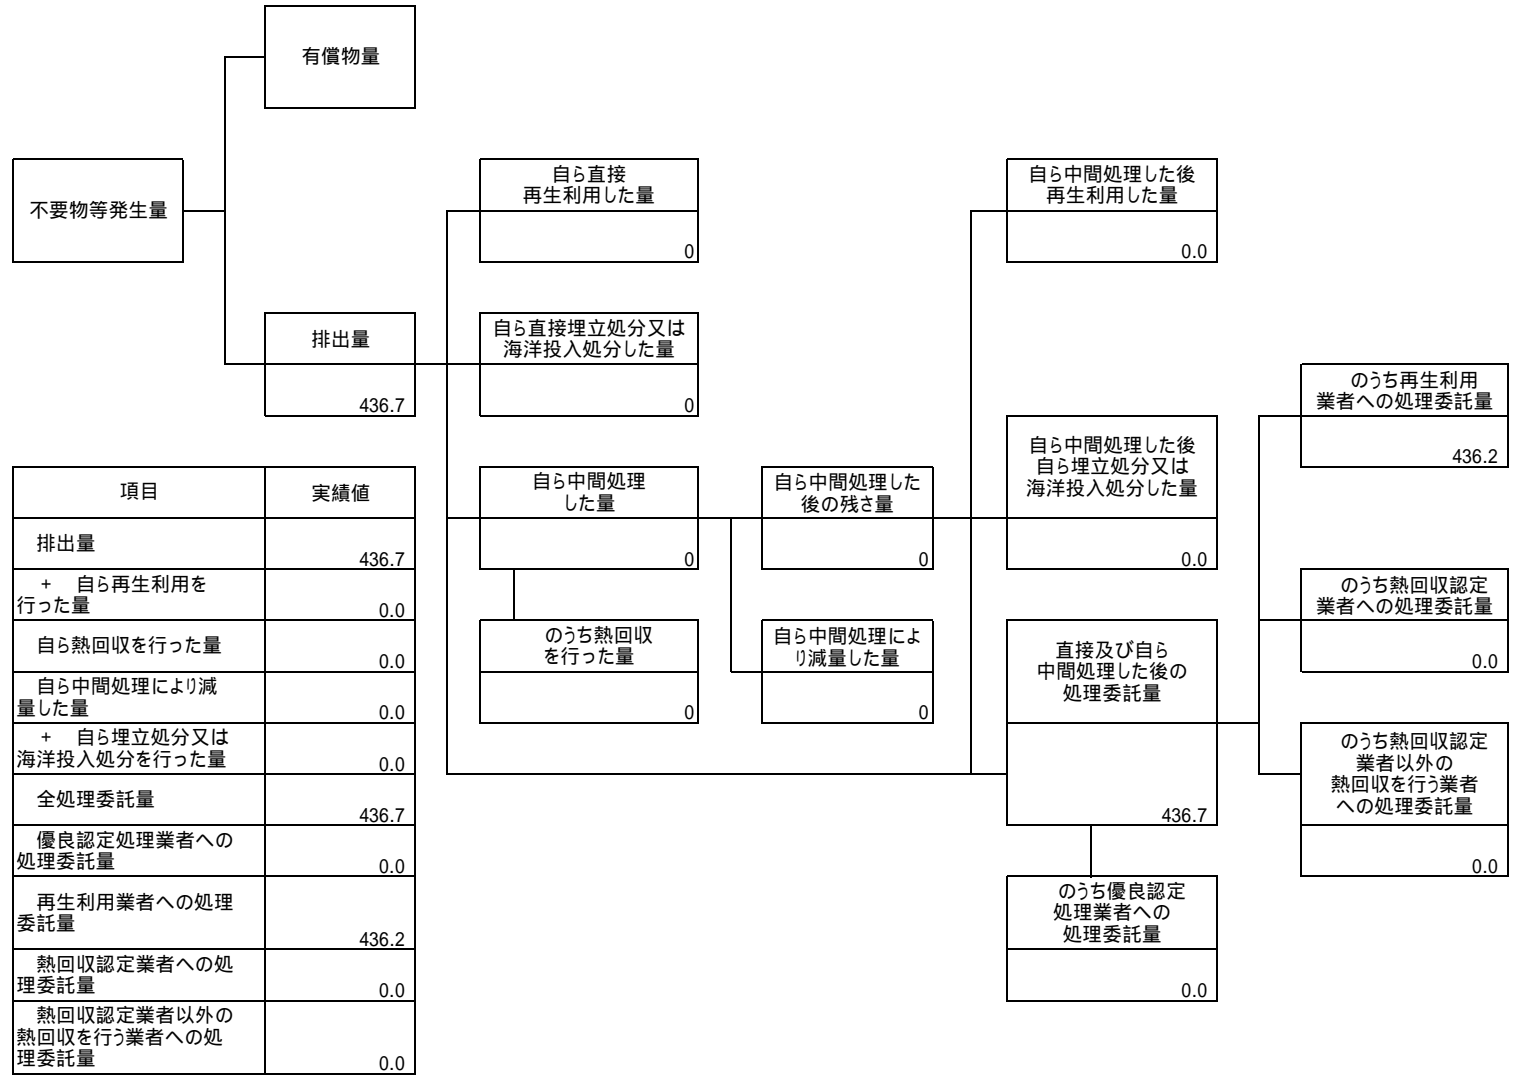 有償物量
不要物等発生量
自ら直接
再生利用した量
0
自ら中間処理した後
再生利用した量
0.0
排出量
436.7
自ら直接埋立処分又は
海洋投入処分した量
0
のうち再生利用
業者への処理委託量
436.2
自ら中間処理
した量
0
自ら中間処理した
後の残さ量
0
自ら中間処理した後
自ら埋立処分又は
海洋投入処分した量
0.0
のうち熱回収認定
業者への処理委託量
0.0
のうち熱回収
を行った量
0
自ら中間処理によ
り減量した量
0
直接及び自ら
中間処理した後の
処理委託量
436.7
のうち熱回収認定
業者以外の
熱回収を行う業者
への処理委託量
0.0
のうち優良認定
処理業者への
処理委託量
0.0
項目 実績値
排出量
436.7
+ 自ら再生利用を
行った量
0.0
自ら熱回収を行った量
0.0
自ら中間処理により減
量した量
0.0
+ 自ら埋立処分又は
海洋投入処分を行った量
0.0
全処理委託量
436.7
優良認定処理業者への
処理委託量
0.0
再生利用業者への処理
委託量
436.2
熱回収認定業者への処
理委託量
0.0
熱回収認定業者以外の
熱回収を行う業者への処
理委託量
0.0